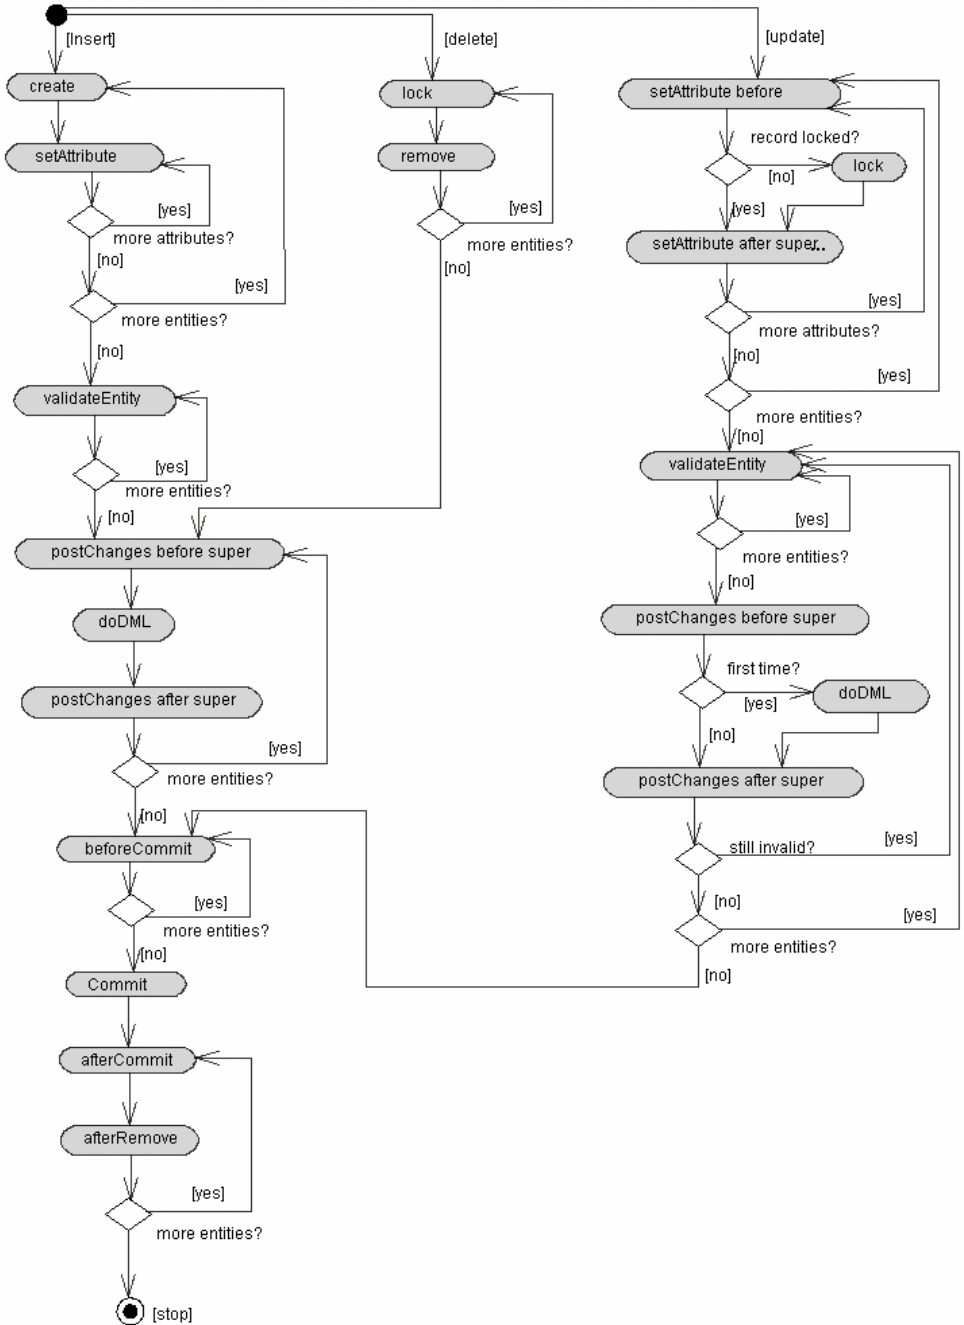 [Insert]
[delete]
[update]
create
lock
setAttribute before
record locked?
setAttribute
remove
[no]
lock
[yes]
more attributes?
[yes]
more entities?
[yes]
setAttribute after super..
[no]
[yes]
more entities?
[no]
[yes]
more attributes?
[no]
[no]
[yes]
more entities?
[no]
validateEntity
[yes]
more entities?
[no]
validateEntity
[yes]
more entities?
[no]
postChanges before super
doDML
postChanges after super
[yes]
more entities?
[no]
postChanges before super
first time?
[yes]
doDML
[no]
postChanges after super
still invalid?
[yes]
[no]
[yes]
more entities?
[no]
beforeCommit
[yes]
more entities?
[no]
Commit
afterCommit
afterRemove
[yes]
more entities?
[stop]